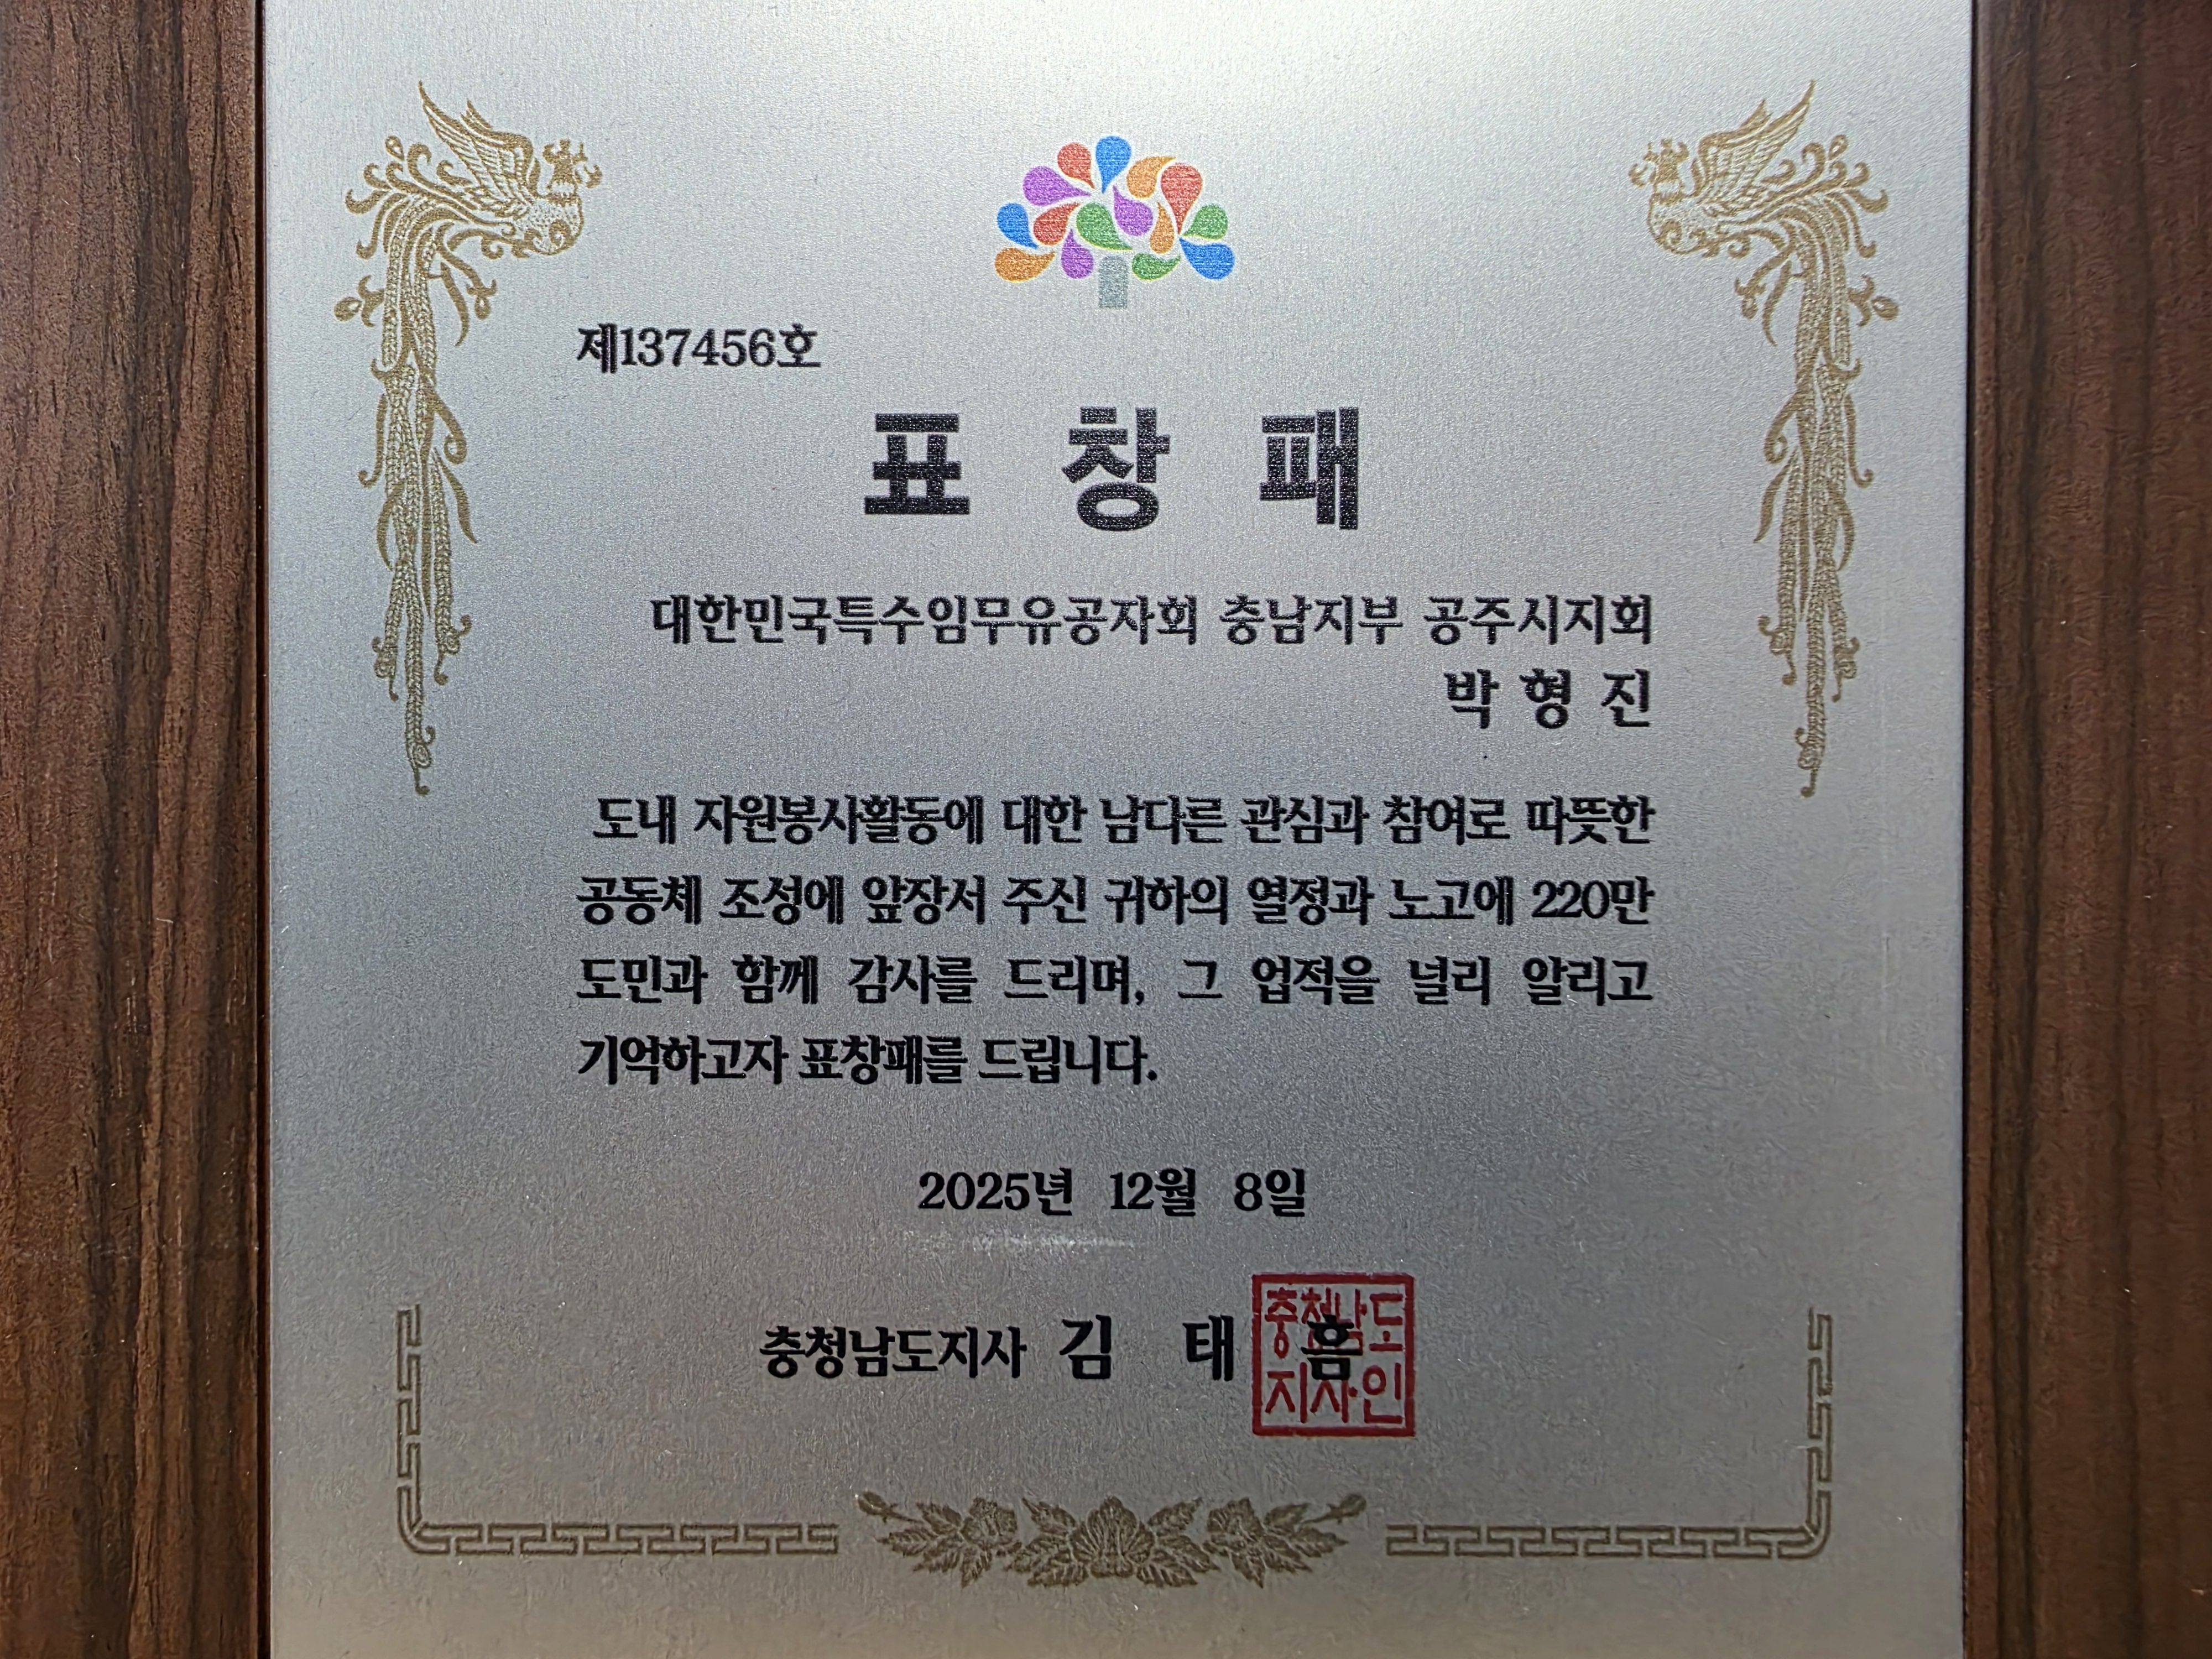 제137456호
표 창 패
대한민국특수임무유공자회 충남지부 공주시지회
박 형 진
도내 자원봉사활동에 대한 남다른 관심과 참여로 따뜻한
공동체 조성에 앞장서 주신 귀하의 열정과 노고에 220만
도민과 함께 감사를 드리며, 그 업적을 널리 알리고
기억하고자 표창패를 드립니다.
2025년 12월 8일
충청남도지사 김 태 흠
충청남도
지사인